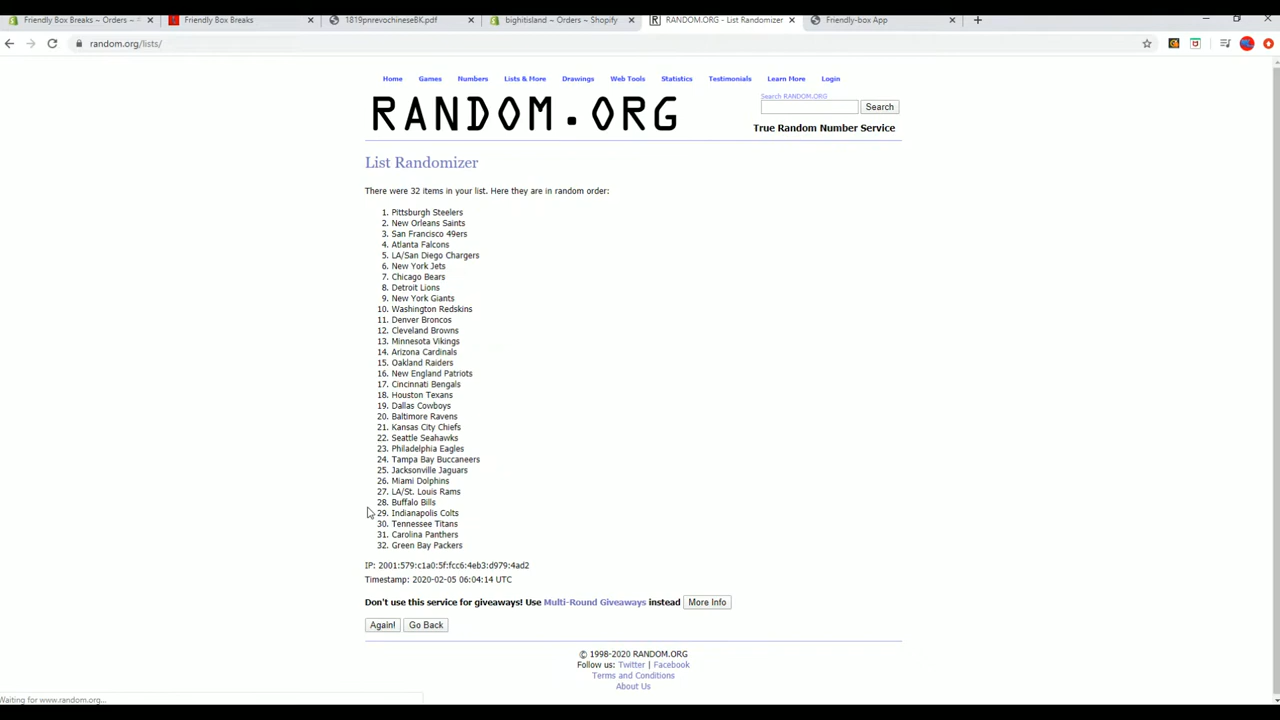 Friendly Box Breaks ~ Orders ~
Friendly Box Breaks
1819pnrevochineseBK.pdf
bighitisland ~ Orders ~ Shopify
RANDOM.ORG - List Randomizer
Friendly-box App
random.org/lists/
Home Games Numbers Lists & More Drawings Web Tools Statistics Testimonials Learn More Login
RANDOM.ORG
Search RANDOM.ORG
Search
True Random Number Service
List Randomizer
There were 32 items in your list. Here they are in random order:
1. Pittsburgh Steelers
2. New Orleans Saints
3. San Francisco 49ers
4. Atlanta Falcons
5. LA/San Diego Chargers
6. New York Jets
7. Chicago Bears
8. Detroit Lions
9. New York Giants
10. Washington Redskins
11. Denver Broncos
12. Cleveland Browns
13. Minnesota Vikings
14. Arizona Cardinals
15. Oakland Raiders
16. New England Patriots
17. Cincinnati Bengals
18. Houston Texans
19. Dallas Cowboys
20. Baltimore Ravens
21. Kansas City Chiefs
22. Seattle Seahawks
23. Philadelphia Eagles
24. Tampa Bay Buccaneers
25. Jacksonville Jaguars
26. Miami Dolphins
27. LA/St. Louis Rams
28. Buffalo Bills
29. Indianapolis Colts
30. Tennessee Titans
31. Carolina Panthers
32. Green Bay Packers
IP: 2001:579:c1a0:5f:fcc6:4eb3:d979:4ad2
Timestamp: 2020-02-05 06:04:14 UTC
Don't use this service for giveaways! Use Multi-Round Giveaways instead More Info
Again! Go Back
© 1998-2020 RANDOM.ORG
Follow us: Twitter | Facebook
Terms and Conditions
About Us
Waiting for www.random.org...